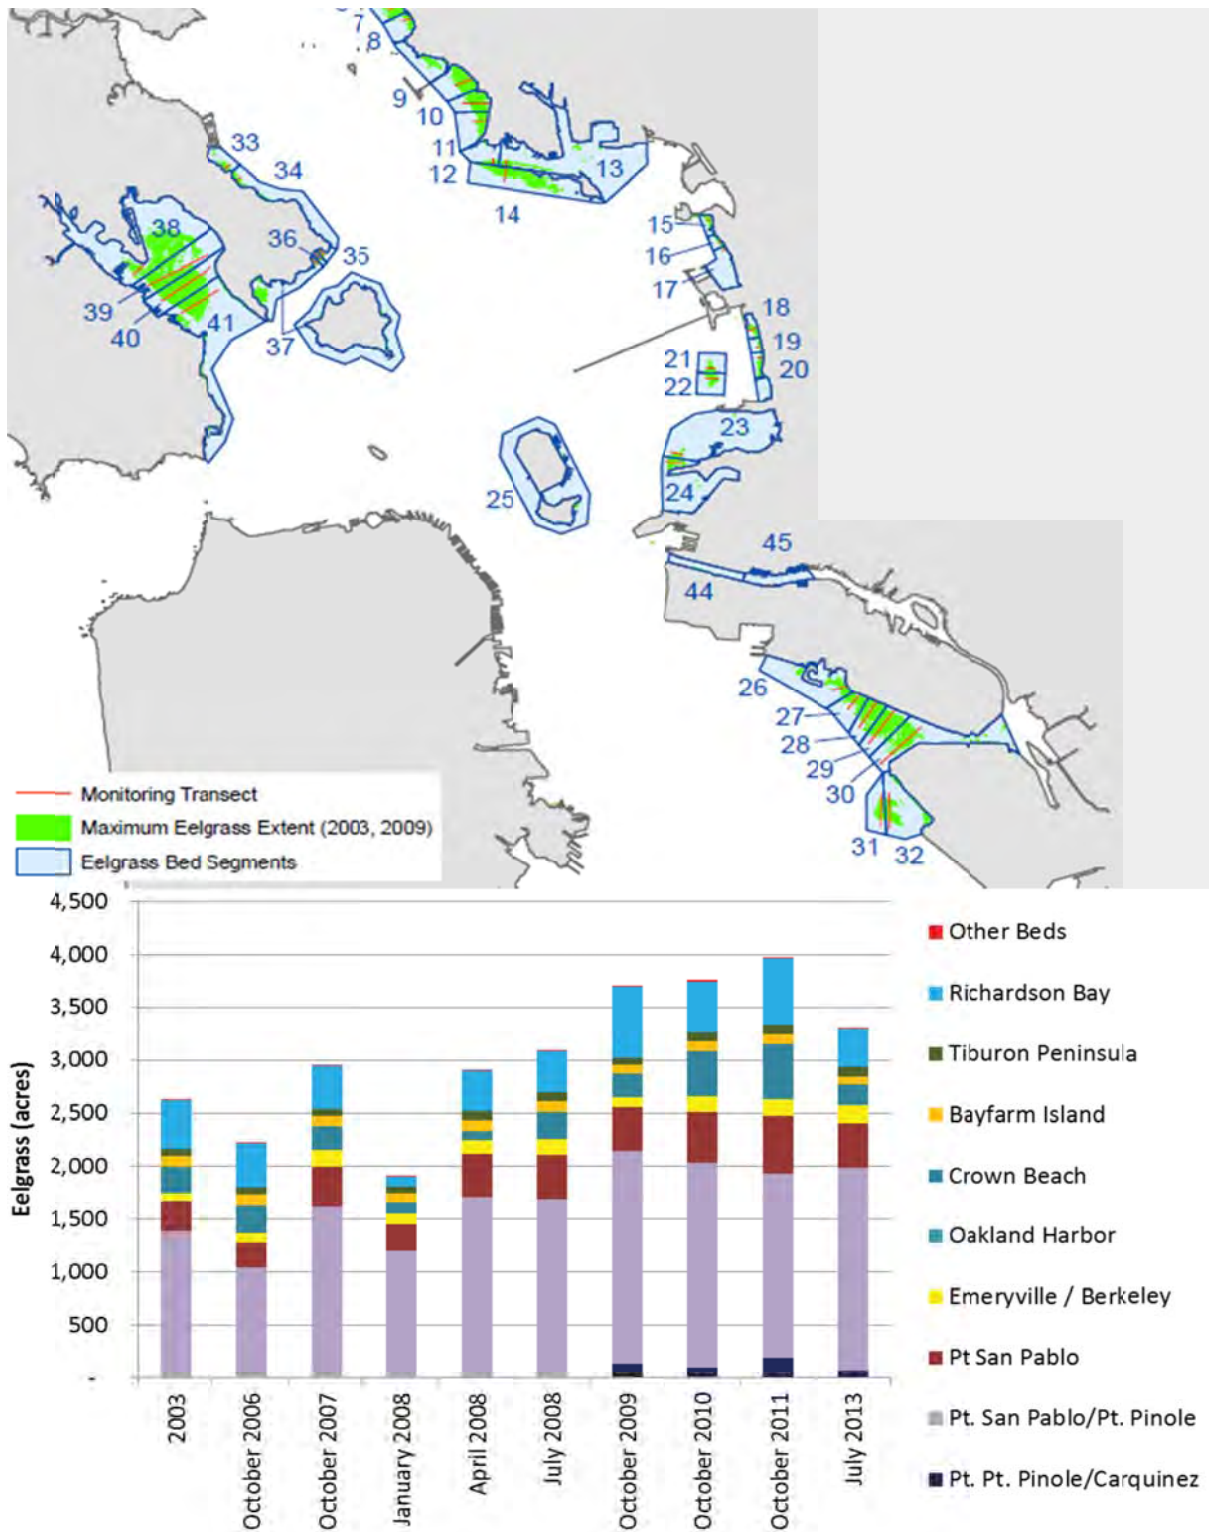 7
8
9
10
11
12
13
14
33
34
38
36
35
39
40
41
37
15
16
17
18
19
20
21
22
23
24
25
45
44
26
27
28
29
30
31
32
Monitoring Transect
Maximum Eelgrass Extent (2003, 2009)
Eelgrass Bed Segments
4,500
4,000
3,500
3,000
2,500
2,000
1,500
1,000
500
-
Eelgrass (acres)
2003
October 2006
October 2007
January 2008
April 2008
July 2008
October 2009
October 2010
October 2011
July 2013
Other Beds
Richardson Bay
Tiburon Peninsula
Bayfarm Island
Crown Beach
Oakland Harbor
Emeryville / Berkeley
Pt San Pablo
Pt. San Pablo/Pt. Pinole
Pt. Pt. Pinole/Carquinez